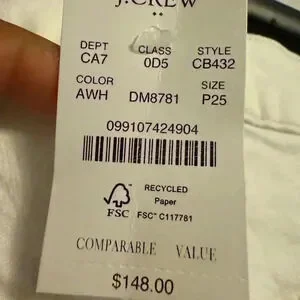 J.CREW
DEPT CLASS STYLE
CA7 0D5 CB432
COLOR SIZE
AWH DM8781 P25
099107424904
RECYCLED
Paper
FSC FSC™ C117781
COMPARABLE VALUE
$148.00